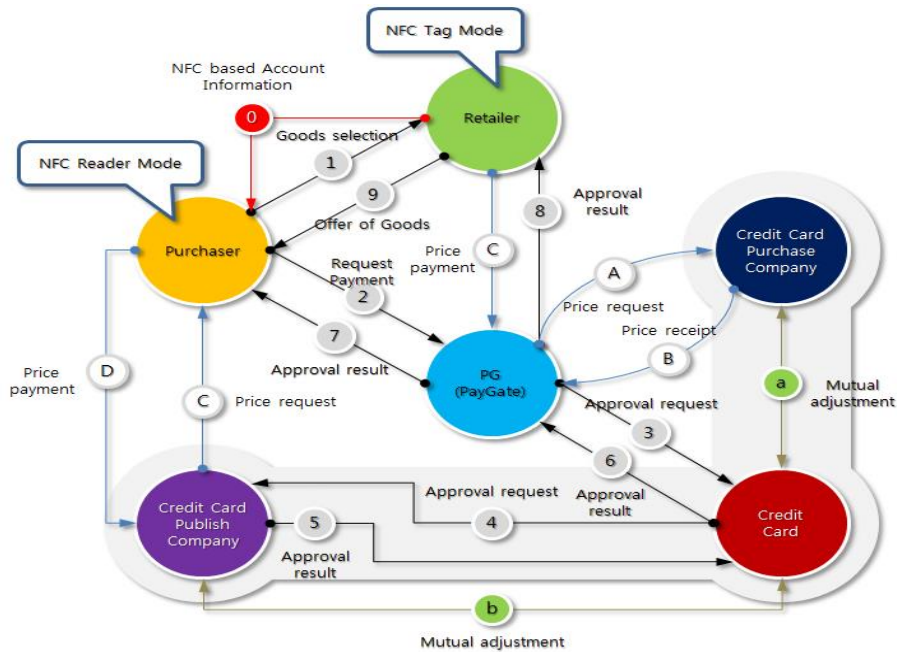 NFC Tag Mode
NFC based Account
Information
0
Retailer
Goods selection
1
NFC Reader Mode
9
8
Approval
result
Offer of Goods
Credit Card
Purchase
Company
Purchaser
Price
payment
C
Request
Payment
A
2
Price request
7
Price receipt
B
Price
payment
D
Approval result
PG
(PayGate)
a
Mutual
adjustment
C
Price request
Approval request
3
6
Approval request
Approval
result
Credit Card
Publish
Company
5
4
Credit
Card
Approval
result
b
Mutual adjustment